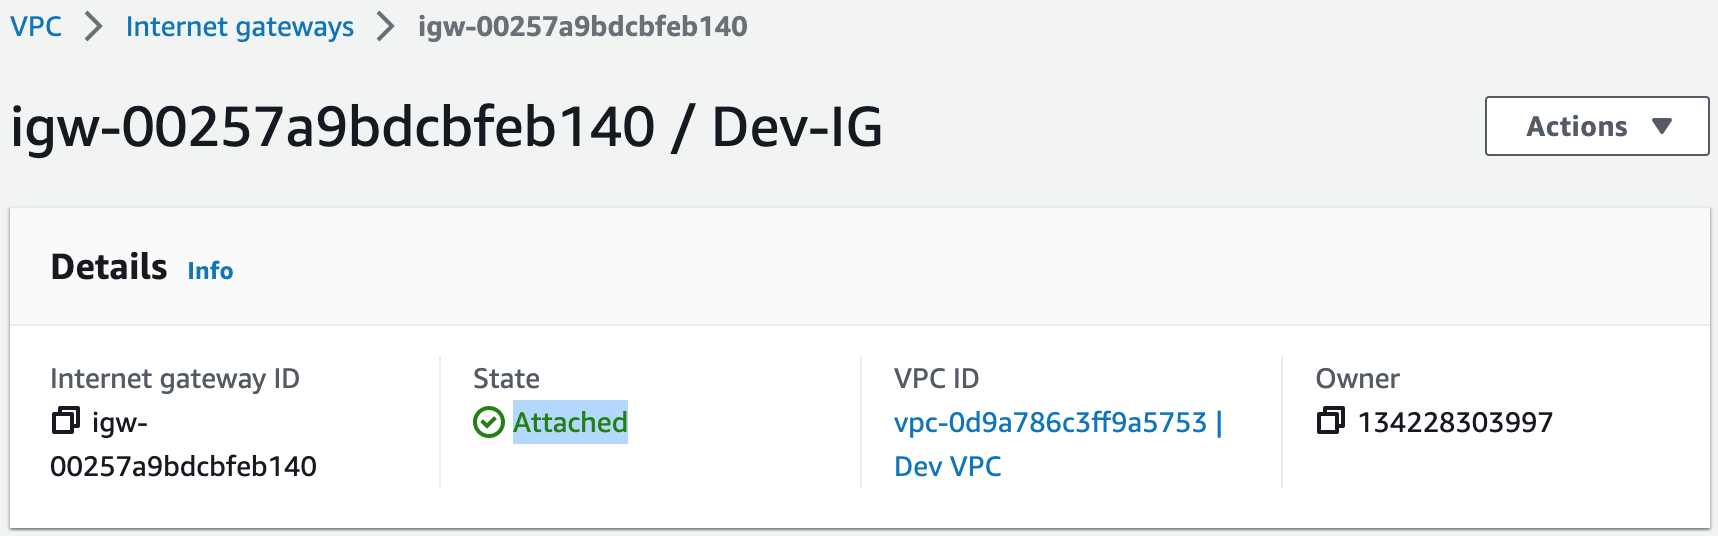 VPC > Internet gateways > igw-00257a9bdcbfeb140
igw-00257a9bdcbfeb140 / Dev-IG
Actions ▼
Details Info
Internet gateway ID
igw-
00257a9bdcbfeb140
State
Attached
VPC ID
vpc-0d9a786c3ff9a5753 |
Dev VPC
Owner
134228303997